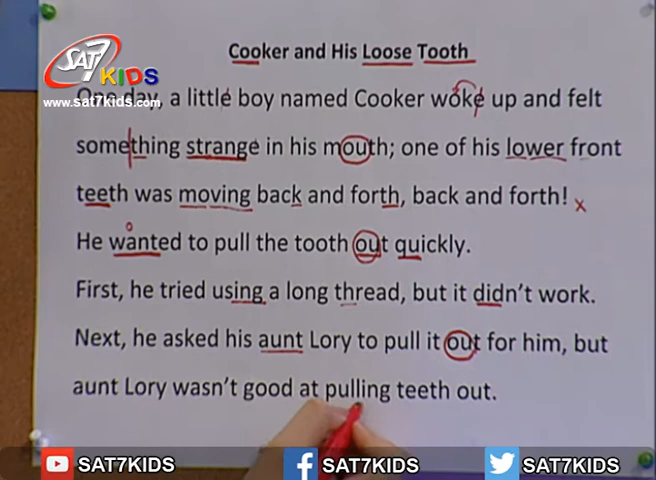 Cooker and His Loose Tooth
SAT7
KIDS
www.sat7kids.com
One day, a little boy named Cooker woke up and felt
something strange in his mouth; one of his lower front
teeth was moving back and forth, back and forth! x
He wanted to pull the tooth out quickly.
First, he tried using a long thread, but it didn't work.
Next, he asked his aunt Lory to pull it out for him, but
aunt Lory wasn't good at pulling teeth out.
SAT7KIDS
SAT7KIDS
SAT7KIDS